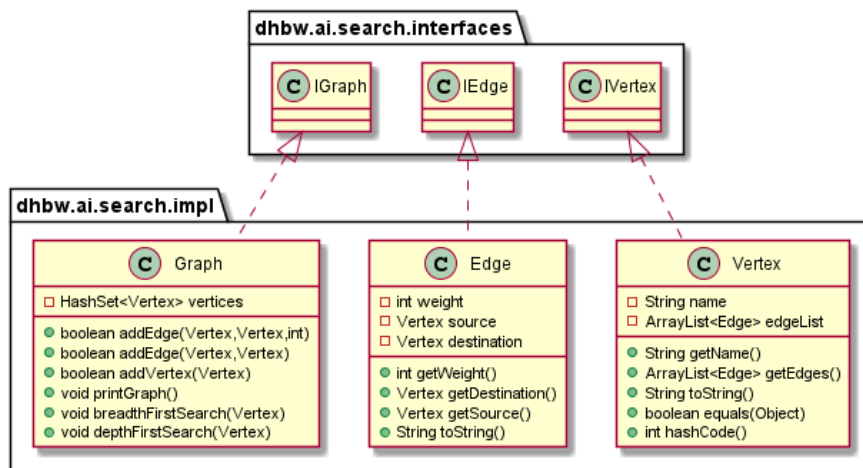 dhbw.ai.search.interfaces
C IGraph
C IEdge
C IVertex
dhbw.ai.search.impl
C Graph
HashSet<Vertex> vertices
boolean addEdge(Vertex,Vertex,int)
boolean addEdge(Vertex,Vertex)
boolean addVertex(Vertex)
void printGraph()
void breadthFirstSearch(Vertex)
void depthFirstSearch(Vertex)
C Edge
int weight
Vertex source
Vertex destination
int getWeight()
Vertex getDestination()
Vertex getSource()
String toString()
C Vertex
String name
ArrayList<Edge> edgeList
String getName()
ArrayList<Edge> getEdges()
String toString()
boolean equals(Object)
int hashCode()